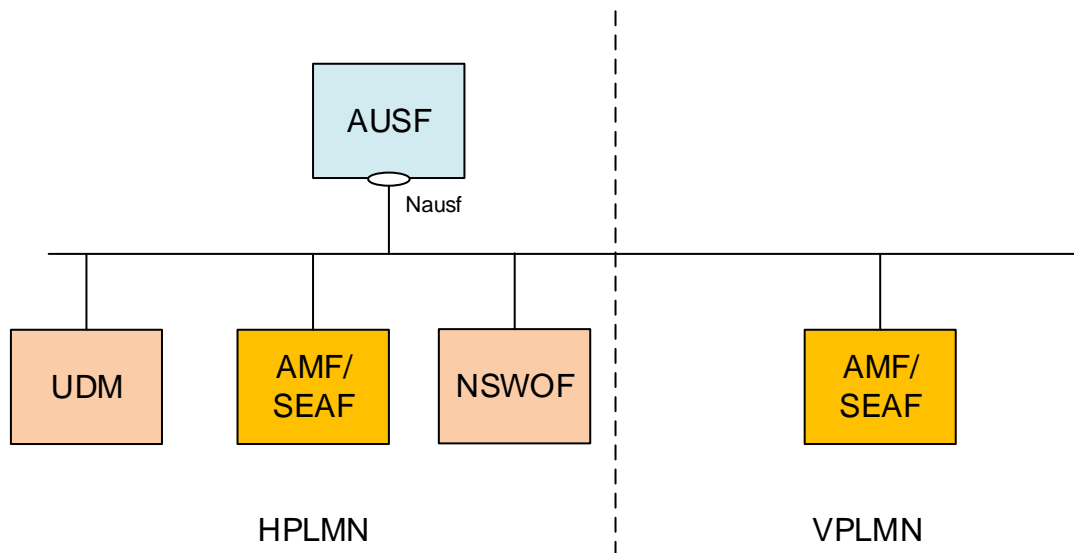 AUSF
Nausf
UDM
AMF/
SEAF
NSWOF
AMF/
SEAF
HPLMN
VPLMN